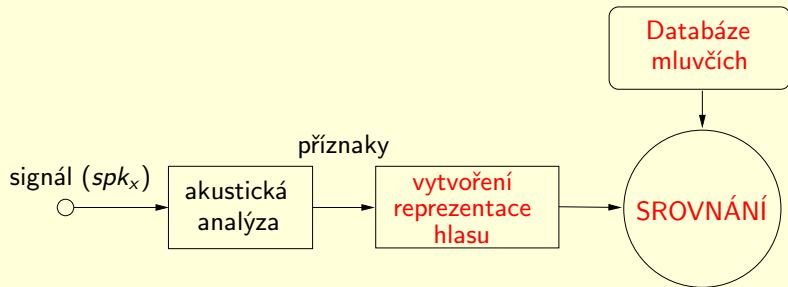 Databáze
mluvčích
příznaky
signál (spkₓ)
akustická
analýza
vytvoření
reprezentace
hlasu
SROVNÁNÍ